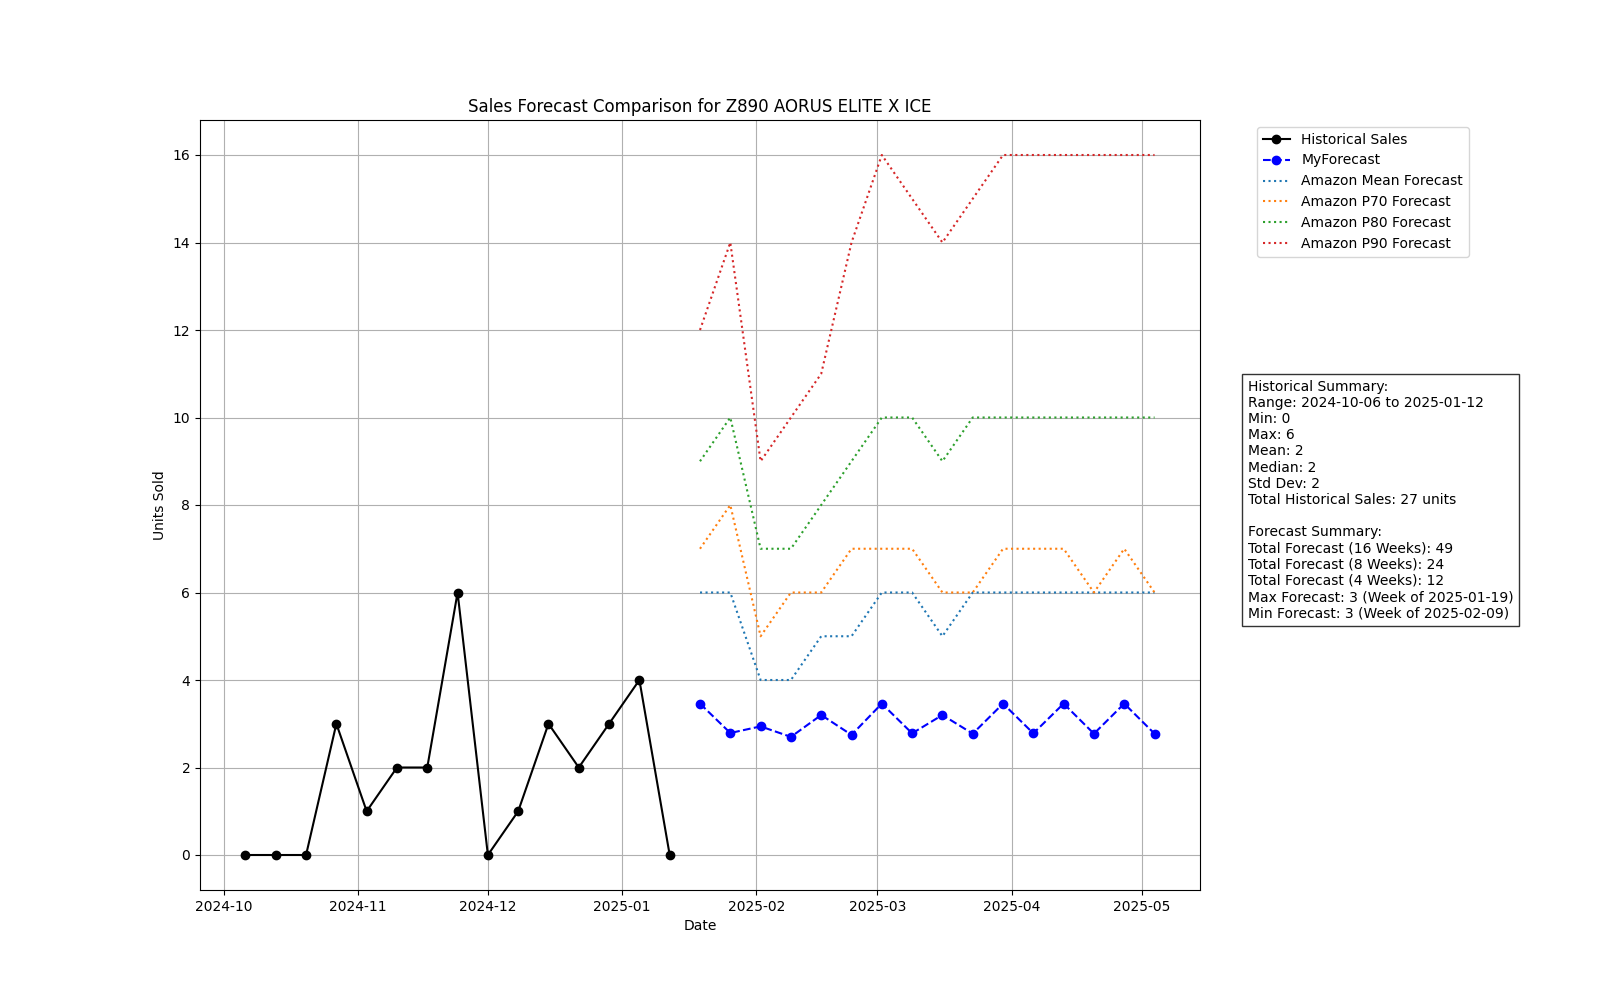 Sales Forecast Comparison for Z890 AORUS ELITE X ICE
Units Sold
16
14
12
10
8
6
4
2
0
2024-10
2024-11
2024-12
2025-01
2025-02
2025-03
2025-04
2025-05
Date
Historical Sales
MyForecast
Amazon Mean Forecast
Amazon P70 Forecast
Amazon P80 Forecast
Amazon P90 Forecast
Historical Summary:
Range: 2024-10-06 to 2025-01-12
Min: 0
Max: 6
Mean: 2
Median: 2
Std Dev: 2
Total Historical Sales: 27 units
Forecast Summary:
Total Forecast (16 Weeks): 49
Total Forecast (8 Weeks): 24
Total Forecast (4 Weeks): 12
Max Forecast: 3 (Week of 2025-01-19)
Min Forecast: 3 (Week of 2025-02-09)